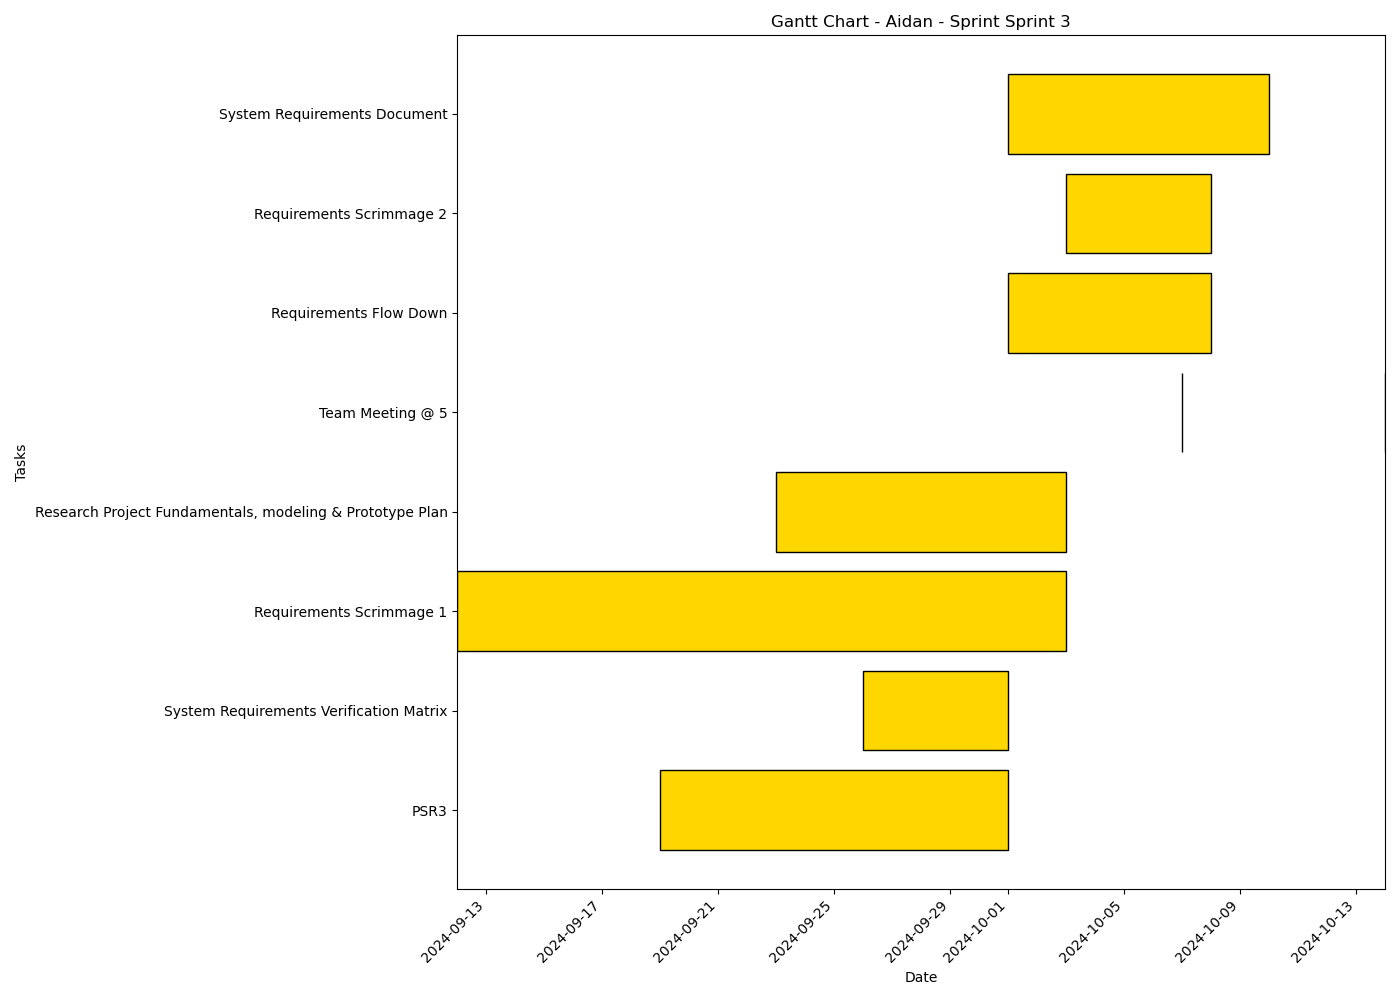 Gantt Chart - Aidan - Sprint Sprint 3
System Requirements Document
Requirements Scrimmage 2
Requirements Flow Down
Team Meeting @ 5
Tasks
Research Project Fundamentals, modeling & Prototype Plan
Requirements Scrimmage 1
System Requirements Verification Matrix
PSR3
2024-09-13
2024-09-17
2024-09-21
2024-09-25
2024-09-29
2024-10-01
2024-10-05
2024-10-09
2024-10-13
Date